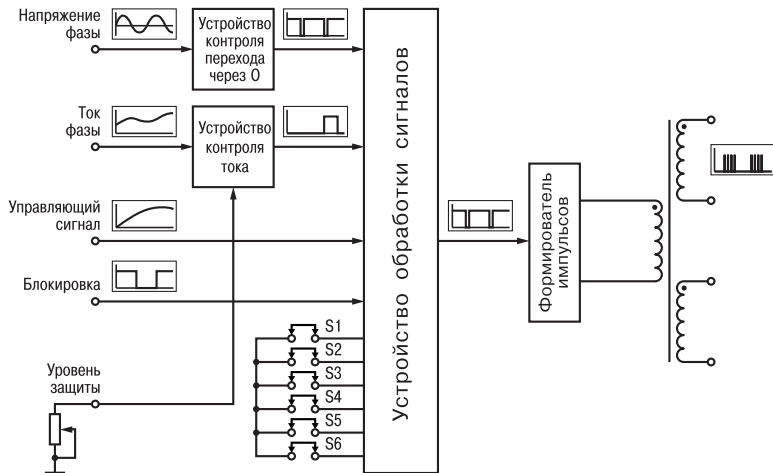 Напряжение
фазы
Устройство
контроля
перехода
через 0
Ток
фазы
Устройство
контроля
тока
Управляющий
сигнал
Блокировка
Уровень
защиты
S1
S2
S3
S4
S5
S6
Устройство обработки сигналов
Формирователь
импульсов